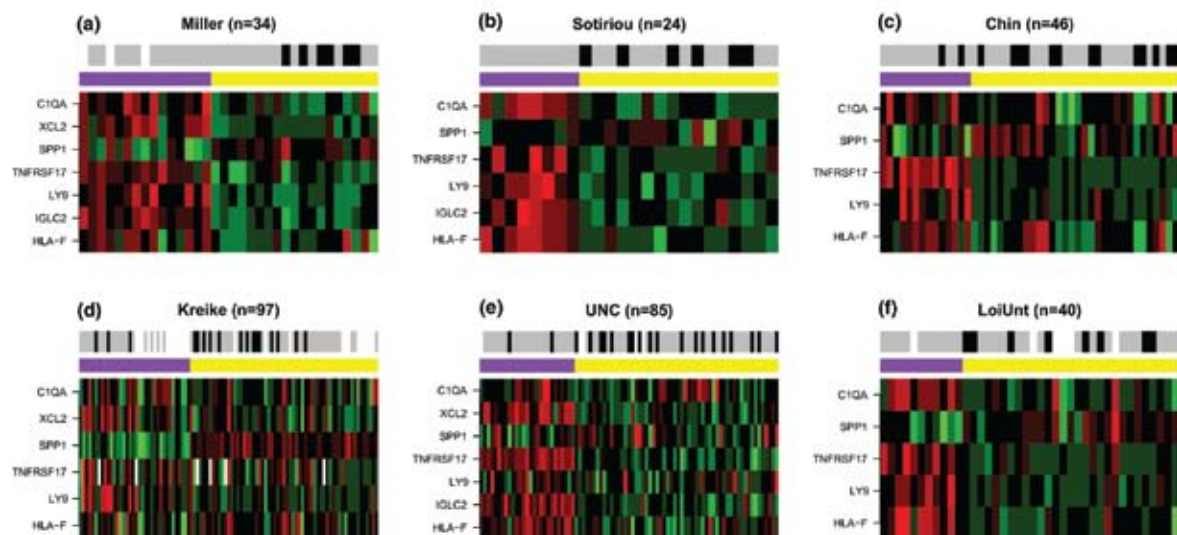 (a) Miller (n=34)
C1QA
XCL2
SPP1
TNFRSF17
LY9
IGLC2
HLA-F
(b) Sotiriou (n=24)
C1QA
SPP1
TNFRSF17
LY9
IGLC2
HLA-F
(c) Chin (n=46)
C1QA
SPP1
TNFRSF17
LY9
HLA-F
(d) Kreike (n=97)
C1QA
XCL2
SPP1
TNFRSF17
LY9
HLA-F
(e) UNC (n=85)
C1QA
XCL2
SPP1
TNFRSF17
LY9
IGLC2
HLA-F
(f) LoiUnt (n=40)
C1QA
SPP1
TNFRSF17
LY9
HLA-F